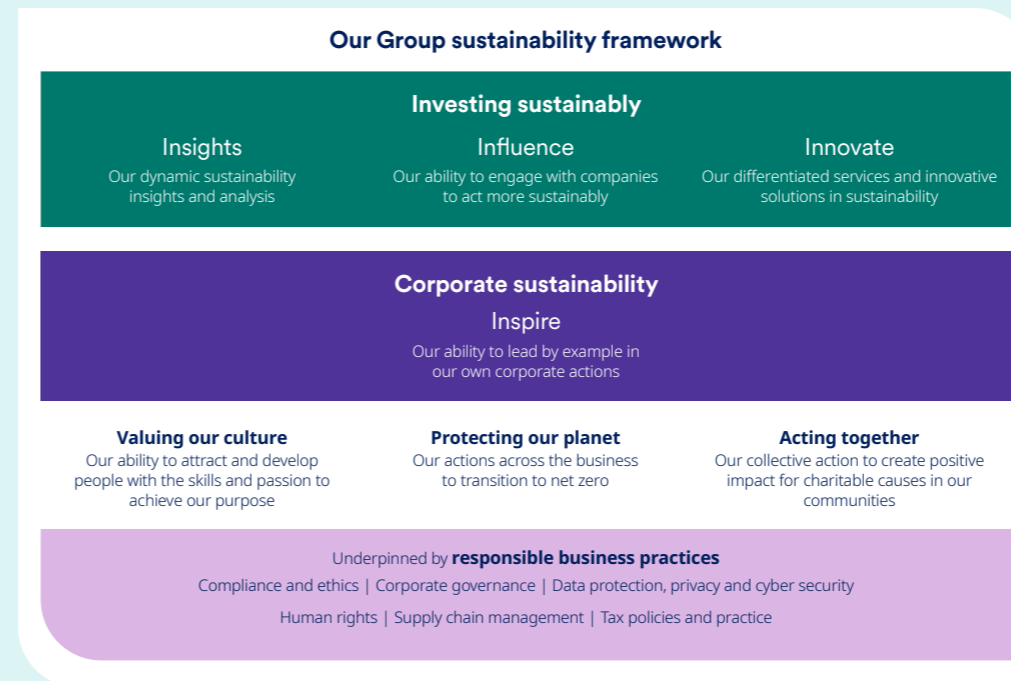 Our Group sustainability framework
Investing sustainably
Insights
Our dynamic sustainability
insights and analysis
Influence
Our ability to engage with companies
to act more sustainably
Innovate
Our differentiated services and innovative
solutions in sustainability
Corporate sustainability
Inspire
Our ability to lead by example in
our own corporate actions
Valuing our culture
Our ability to attract and develop
people with the skills and passion to
achieve our purpose
Protecting our planet
Our actions across the business
to transition to net zero
Acting together
Our collective action to create positive
impact for charitable causes in our
communities
Underpinned by responsible business practices
Compliance and ethics | Corporate governance | Data protection, privacy and cyber security
Human rights | Supply chain management | Tax policies and practice